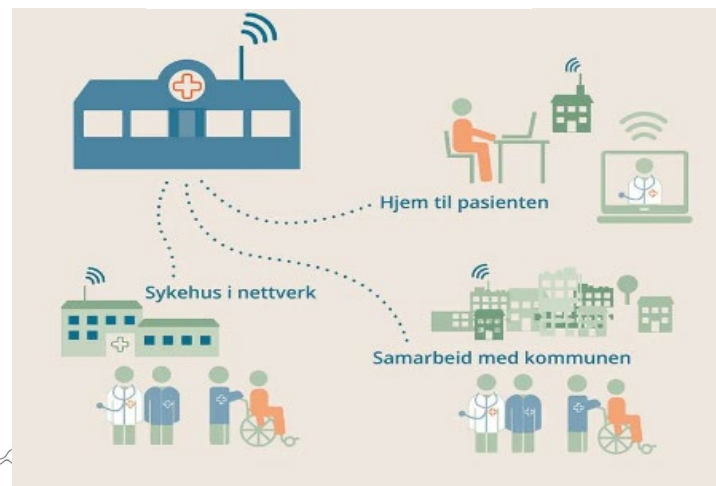 Hjem til pasienten
Sykehus i nettverk
Samarbeid med kommunen